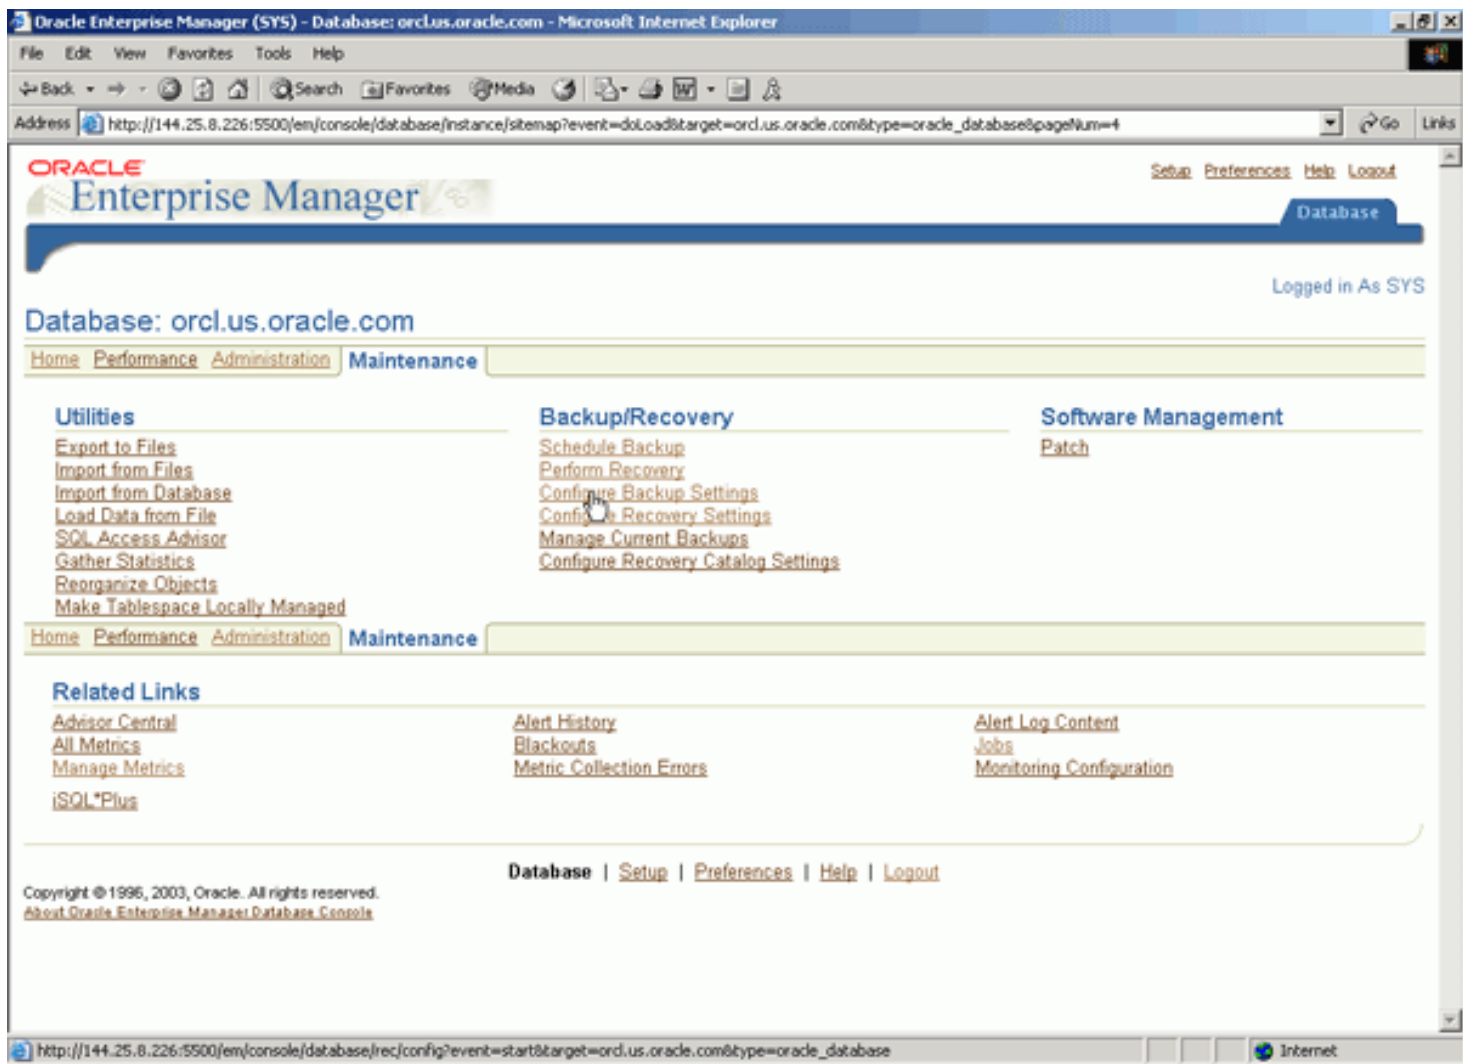 Oracle Enterprise Manager (SYS) - Database: orcl.us.oracle.com - Microsoft Internet Explorer
File Edit View Favorites Tools Help
Back Search Favorites Media
Address http://144.25.8.226:5500/em/console/database/instance/sitemap?event=doLoad&target=orcl.us.oracle.com&type=oracle_database&pageNum=4 Go Links
ORACLE
Enterprise Manager
Setup Preferences Help Logout
Database
Logged in As SYS
Database: orcl.us.oracle.com
Home Performance Administration Maintenance
Utilities
Export to Files
Import from Files
Import from Database
Load Data from File
SQL Access Advisor
Gather Statistics
Reorganize Objects
Make Tablespace Locally Managed
Backup/Recovery
Schedule Backup
Perform Recovery
Configure Backup Settings
Configure Recovery Settings
Manage Current Backups
Configure Recovery Catalog Settings
Software Management
Patch
Home Performance Administration Maintenance
Related Links
Advisor Central
All Metrics
Manage Metrics
iSQL*Plus
Alert History
Blackouts
Metric Collection Errors
Alert Log Content
Jobs
Monitoring Configuration
Database | Setup | Preferences | Help | Logout
Copyright © 1996, 2003, Oracle. All rights reserved.
About Oracle Enterprise Manager Database Console
http://144.25.8.226:5500/em/console/database/rec/config?event=start&target=orcl.us.oracle.com&type=oracle_database Internet